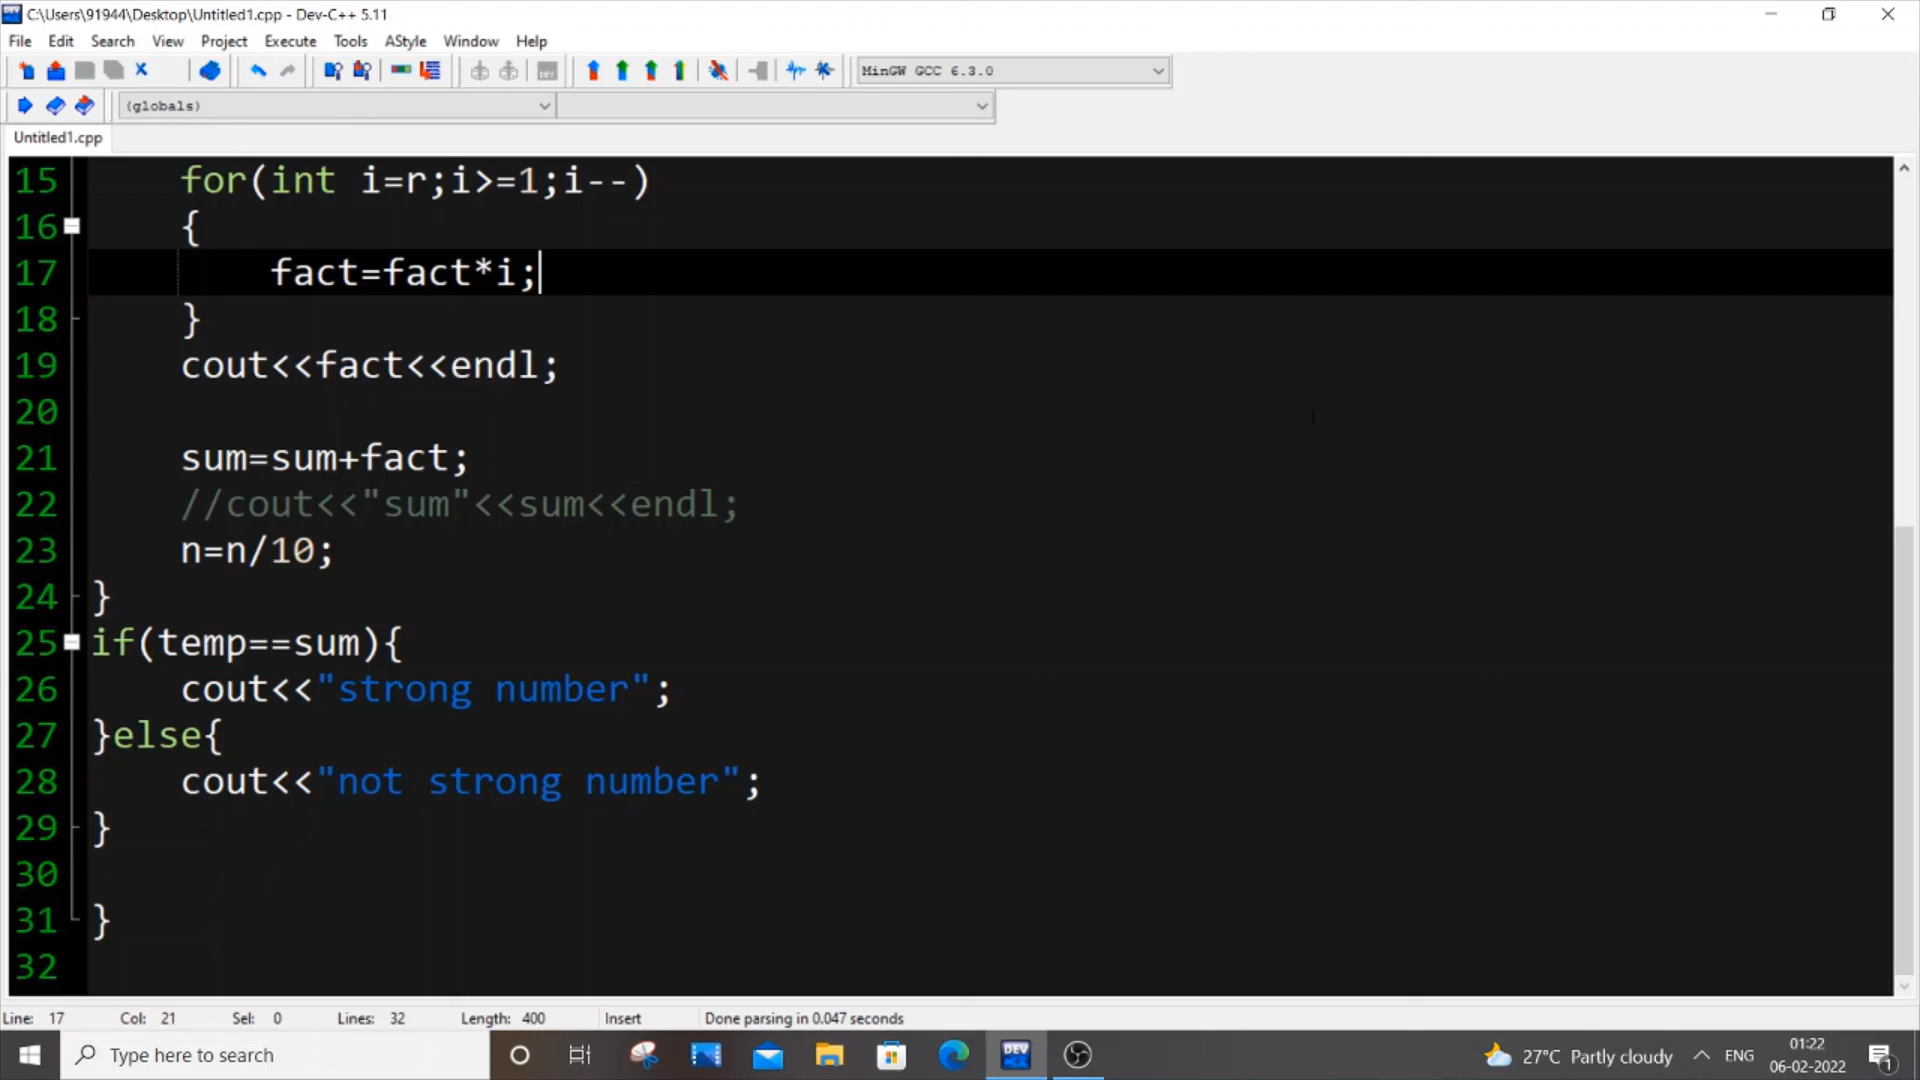 C:\Users\91944\Desktop\Untitled1.cpp - Dev-C++ 5.11
File Edit Search View Project Execute Tools AStyle Window Help
MinGW GCC 6.3.0
(globals)
Untitled1.cpp
15 for(int i=r;i>=1;i--)
16 {
17 fact=fact*i;
18 }
19 cout<<fact<<endl;
20
21 sum=sum+fact;
22 //cout<<"sum"<<sum<<endl;
23 n=n/10;
24 }
25 if(temp==sum){
26 cout<<"strong number";
27 }else{
28 cout<<"not strong number";
29 }
30
31 }
32
Line: 17 Col: 21 Sel: 0 Lines: 32 Length: 400 Insert Done parsing in 0.047 seconds
Type here to search
DEV
27°C Partly cloudy
ENG
01:22
06-02-2022
1